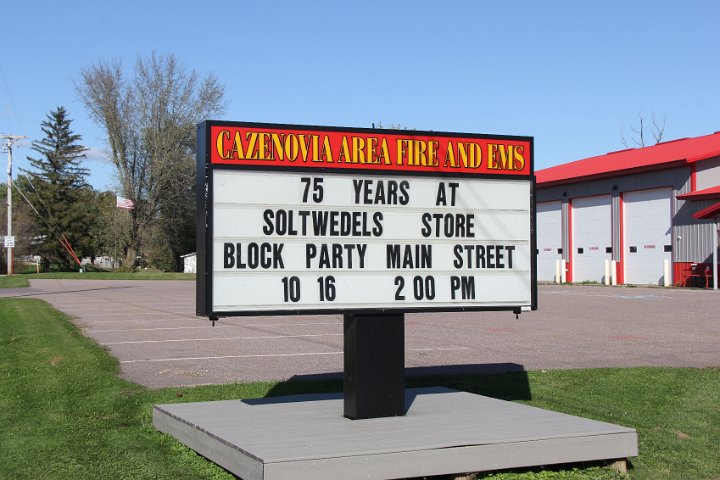 CAZENOVIA AREA FIRE AND EMS
75 YEARS AT
SOLTWEDELS STORE
BLOCK PARTY MAIN STREET
10 16 2 00 PM